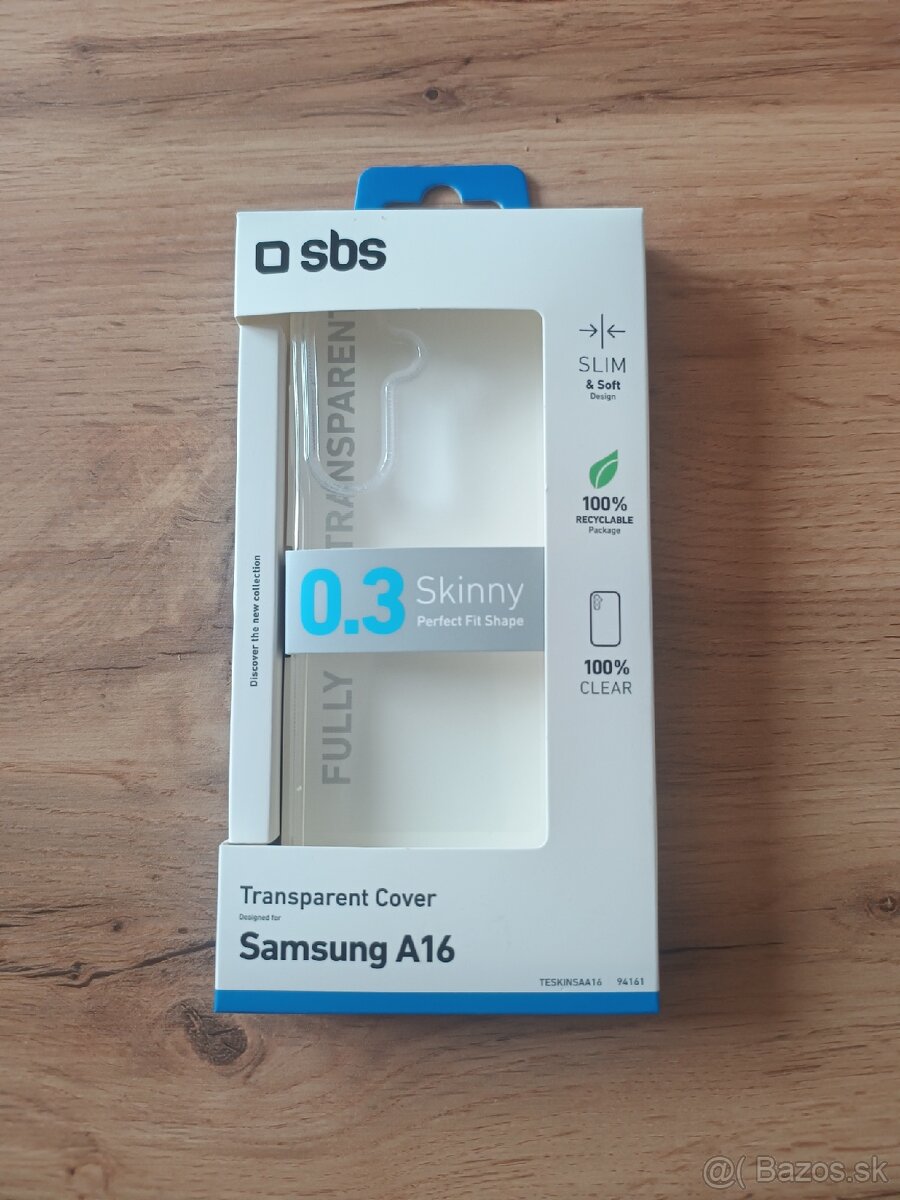 sbs
SLIM
& Soft
Design
100%
RECYCLABLE
Package
100%
CLEAR
FULLY TRANSPARENT
Discover the new collection
0.3 Skinny
Perfect Fit Shape
Transparent Cover
Designed for
Samsung A16
TESKINSAA16 94161
@( Bazos.sk